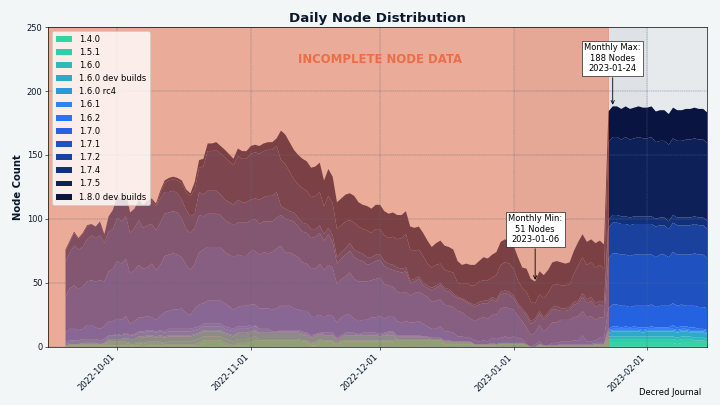 Daily Node Distribution
250
200
150
100
50
0
Node Count
1.4.0
1.5.1
1.6.0
1.6.0 dev builds
1.6.0 rc4
1.6.1
1.6.2
1.7.0
1.7.1
1.7.2
1.7.4
1.7.5
1.8.0 dev builds
INCOMPLETE NODE DATA
Monthly Max:
188 Nodes
2023-01-24
Monthly Min:
51 Nodes
2023-01-06
2022-10-01
2022-11-01
2022-12-01
2023-01-01
2023-02-01
Decred Journal